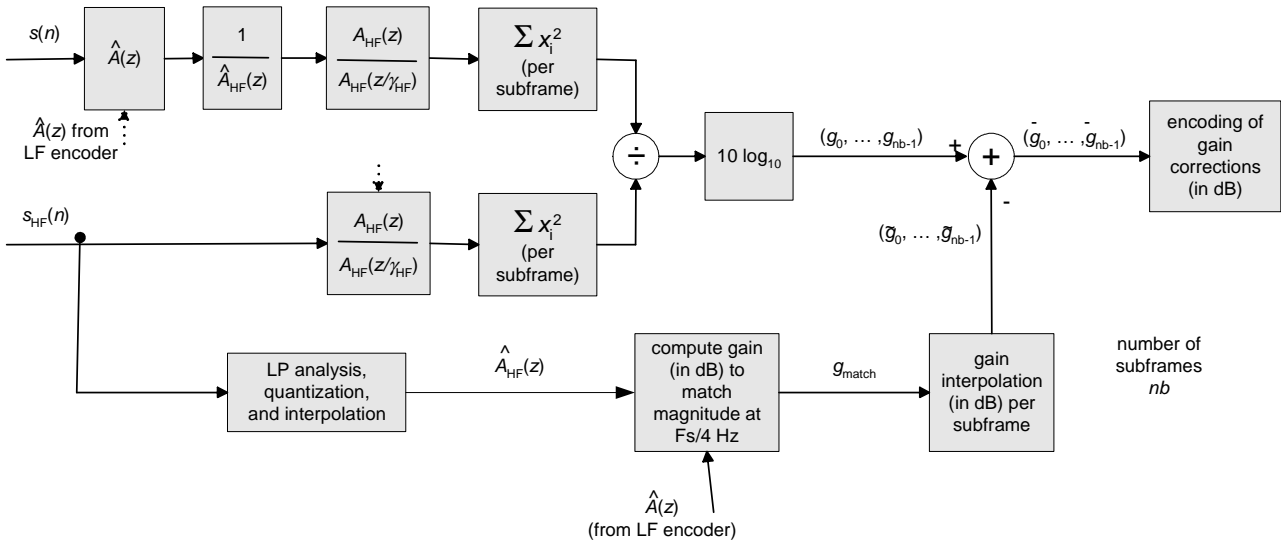 s(n)
Â(z)
1
Â_HF(z)
A_HF(z)
A_HF(z/γ_HF)
∑ x_i^2
(per
subframe)
Â(z) from
LF encoder
÷
10 log_10
(g_0, … ,g_nb-1)
+
+
(ḡ_0, … ,ḡ_nb-1)
encoding of
gain
corrections
(in dB)
-
s_HF(n)
A_HF(z)
A_HF(z/γ_HF)
∑ x_i^2
(per
subframe)
(g̃_0, … ,g̃_nb-1)
LP analysis,
quantization,
and interpolation
Â_HF(z)
compute gain
(in dB) to
match
magnitude at
Fs/4 Hz
g_match
gain
interpolation
(in dB) per
subframe
number of
subframes
nb
Â(z)
(from LF encoder)